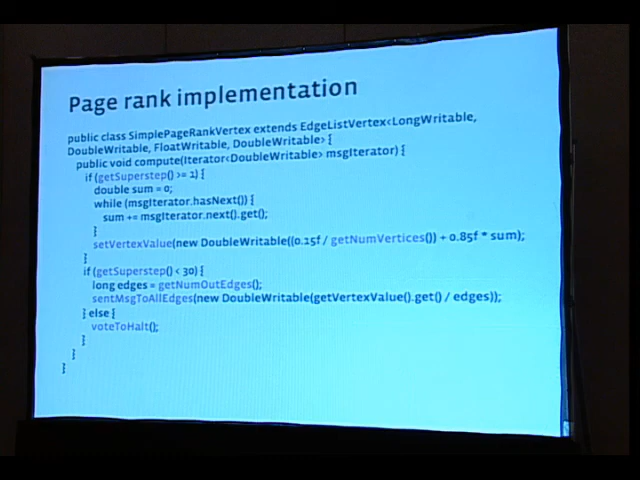 Page rank implementation
public class SimplePageRankVertex extends EdgeListVertex<LongWritable,
DoubleWritable, FloatWritable, DoubleWritable> {
public void compute(Iterator<DoubleWritable> msgIterator) {
if (getSuperstep() >= 1) {
double sum = 0;
while (msgIterator.hasNext()) {
sum += msgIterator.next().get();
}
setVertexValue(new DoubleWritable((0.15f / getNumVertices()) + 0.85f * sum);
}
if (getSuperstep() < 30) {
long edges = getNumOutEdges();
sentMsgToAllEdges(new DoubleWritable(getVertexValue().get() / edges));
} else {
voteToHalt();
}
}
}